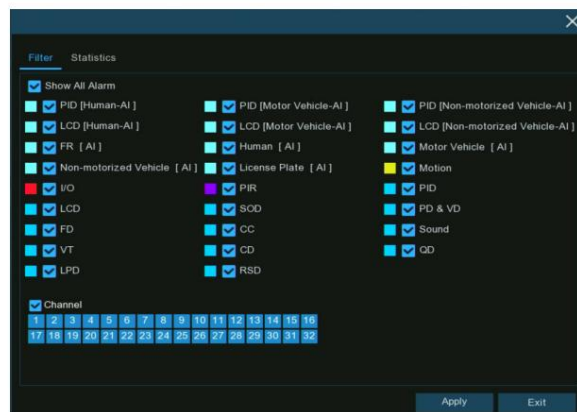 Filter Statistics
Show All Alarm
PID [Human-AI ] PID [Motor Vehicle-AI ] PID [Non-motorized Vehicle-AI ]
LCD [Human-AI ] LCD [Motor Vehicle-AI ] LCD [Non-motorized Vehicle-AI ]
FR [ AI ] Human [ AI ] Motor Vehicle [ AI ]
Non-motorized Vehicle [ AI ] License Plate [ AI ] Motion
I/O PIR PID
LCD SOD PD & VD
FD CC Sound
VT CD QD
LPD RSD
Channel
1 2 3 4 5 6 7 8 9 10 11 12 13 14 15 16
17 18 19 20 21 22 23 24 25 26 27 28 29 30 31 32
Apply Exit